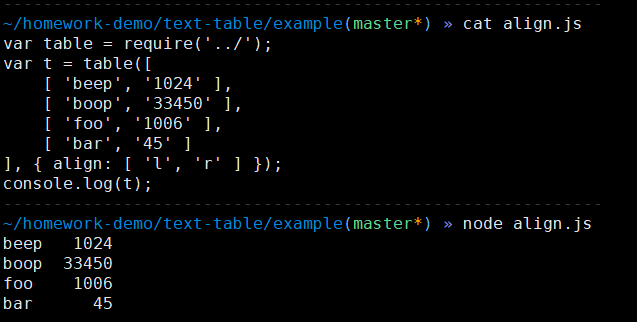 ~/homework-demo/text-table/example(master*) » cat align.js
var table = require('../');
var t = table([
    [ 'beep', '1024' ],
    [ 'boop', '33450' ],
    [ 'foo', '1006' ],
    [ 'bar', '45' ]
], { align: [ 'l', 'r' ] });
console.log(t);
~/homework-demo/text-table/example(master*) » node align.js
beep   1024
boop  33450
foo    1006
bar      45